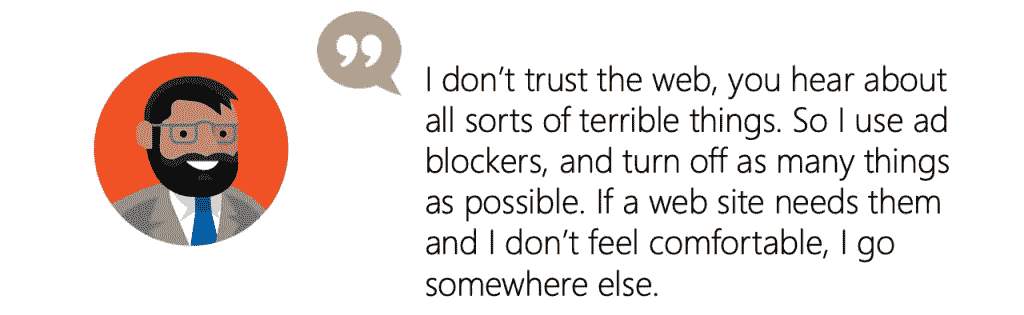 I don’t trust the web, you hear about
all sorts of terrible things. So I use ad
blockers, and turn off as many things
as possible. If a web site needs them
and I don’t feel comfortable, I go
somewhere else.